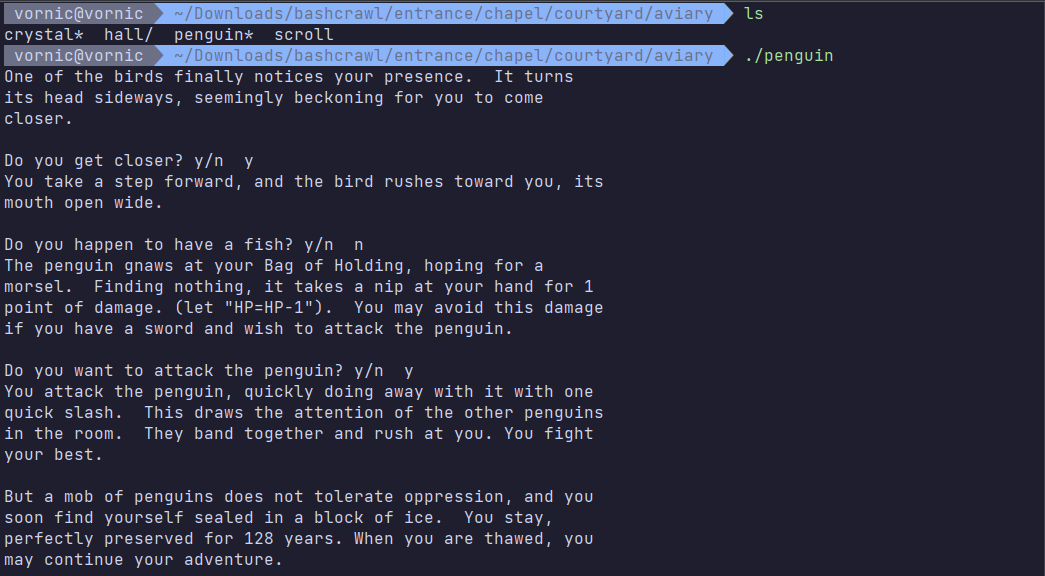 vornic@vornic ~/Downloads/bashcrawl/entrance/chapel/courtyard/aviary ls
crystal* hall/ penguin* scroll
vornic@vornic ~/Downloads/bashcrawl/entrance/chapel/courtyard/aviary ./penguin
One of the birds finally notices your presence. It turns
its head sideways, seemingly beckoning for you to come
closer.
Do you get closer? y/n y
You take a step forward, and the bird rushes toward you, its
mouth open wide.
Do you happen to have a fish? y/n n
The penguin gnaws at your Bag of Holding, hoping for a
morsel. Finding nothing, it takes a nip at your hand for 1
point of damage. (let "HP=HP-1"). You may avoid this damage
if you have a sword and wish to attack the penguin.
Do you want to attack the penguin? y/n y
You attack the penguin, quickly doing away with it with one
quick slash. This draws the attention of the other penguins
in the room. They band together and rush at you. You fight
your best.
But a mob of penguins does not tolerate oppression, and you
soon find yourself sealed in a block of ice. You stay,
perfectly preserved for 128 years. When you are thawed, you
may continue your adventure.